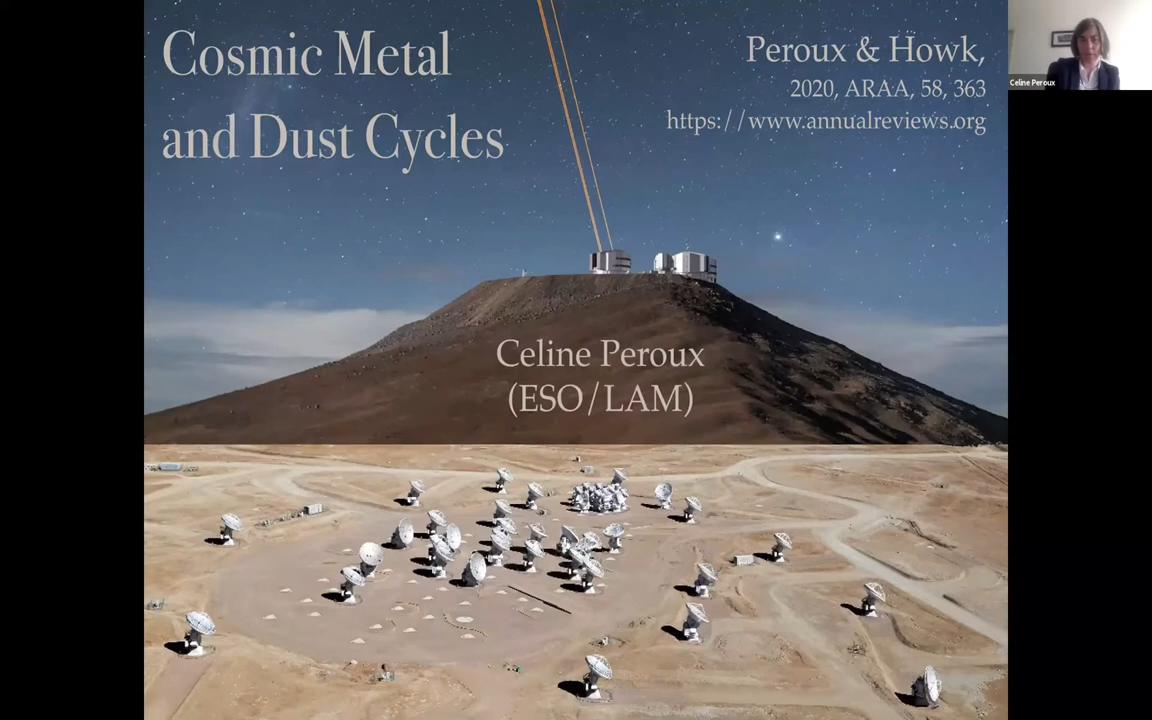 Cosmic Metal
and Dust Cycles
Peroux & Howk,
2020, ARAA, 58, 363
https://www.annualreviews.org
Celine Peroux
Celine Peroux
(ESO/LAM)